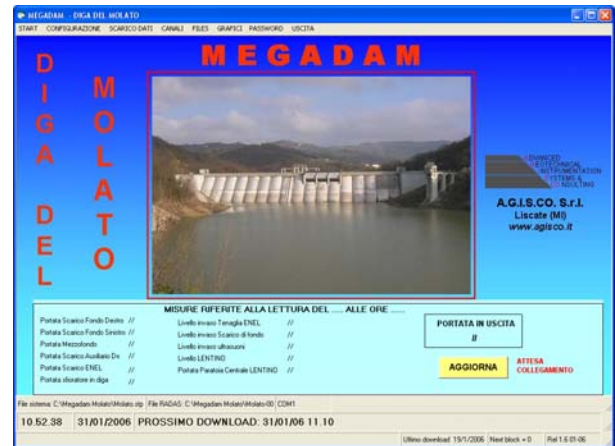 MEGADAM - DIGA DEL MOLATO
START CONFIGURAZIONE SCARICO DATI CANALI FILES GRAFICI PASSWORD USCITA
MEGADAM
DIGA DEL
MOLATO
ADVANCED
GEOTECHNICAL
INSTRUMENTATION
SYSTEMS &
CONSULTING
A.G.I.S.CO. S.r.l.
Liscate (MI)
www.agisco.it
MISURE RIFERITE ALLA LETTURA DEL .... ALLE ORE .....
Portata Scarico Fondo Destro //
Portata Scarico Fondo Sinistro //
Portata Mezzofondo //
Portata Scarico Ausiliario Dx //
Portata Scarico ENEL //
Portata sfioratore in diga //
Livello invaso Tenaglia ENEL //
Livello invaso Scarico di fondo //
Livello invaso ultrasuoni //
Livello LENTINO //
Portata Paratoia Centrale LENTINO //
PORTATA IN USCITA
//
AGGIORNA
ATTESA
COLLEGAMENTO
File sistema: C:\Megadam Molato\Molato.stp File RADAS: C:\Megadam Molato\Molato-00 COM1
10.52.38 31/01/2006 PROSSIMO DOWNLOAD: 31/01/06 11.10
Ultimo download: 19/1/2006 Next block = 0 Rel 1.6 01-06